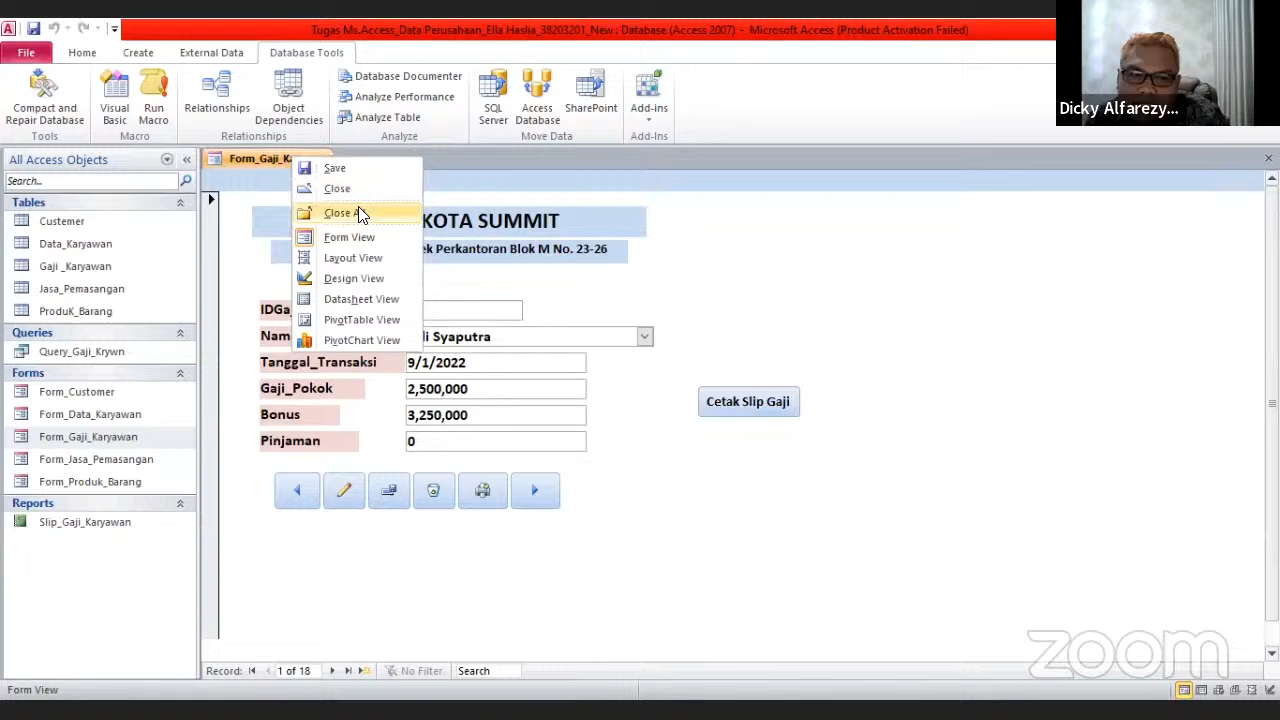 Tugas Ms.Access_Data Perusahaan_Ella Haslia_38203201_New : Database (Access 2007) - Microsoft Access (Product Activation Failed)
File Home Create External Data Database Tools
Dicky Alfarezy...
Compact and Repair Database
Visual Basic
Run Macro
Relationships
Object Dependencies
Database Documenter
Analyze Performance
Analyze Table
SQL Server
Access Database
SharePoint
Add-ins
Tools Macro Relationships Analyze Move Data Add-Ins
All Access Objects
Search...
Tables
Custemer
Data_Karyawan
Gaji _Karyawan
Jasa_Pemasangan
ProduK_Barang
Queries
Query_Gaji_Krywn
Forms
Form_Customer
Form_Data_Karyawan
Form_Gaji_Karyawan
Form_Jasa_Pemasangan
Form_Produk_Barang
Reports
Slip_Gaji_Karyawan
Save
Close
Close
Form View
Layout View
Design View
Datasheet View
PivotTable View
PivotChart View
KOTA SUMMIT
Perkantoran Blok M No. 23-26
Syaputra
Tanggal_Transaksi 9/1/2022
Gaji_Pokok 2,500,000
Bonus 3,250,000
Pinjaman 0
Cetak Slip Gaji
zoom
Record: 1 of 18 No Filter Search
Form View